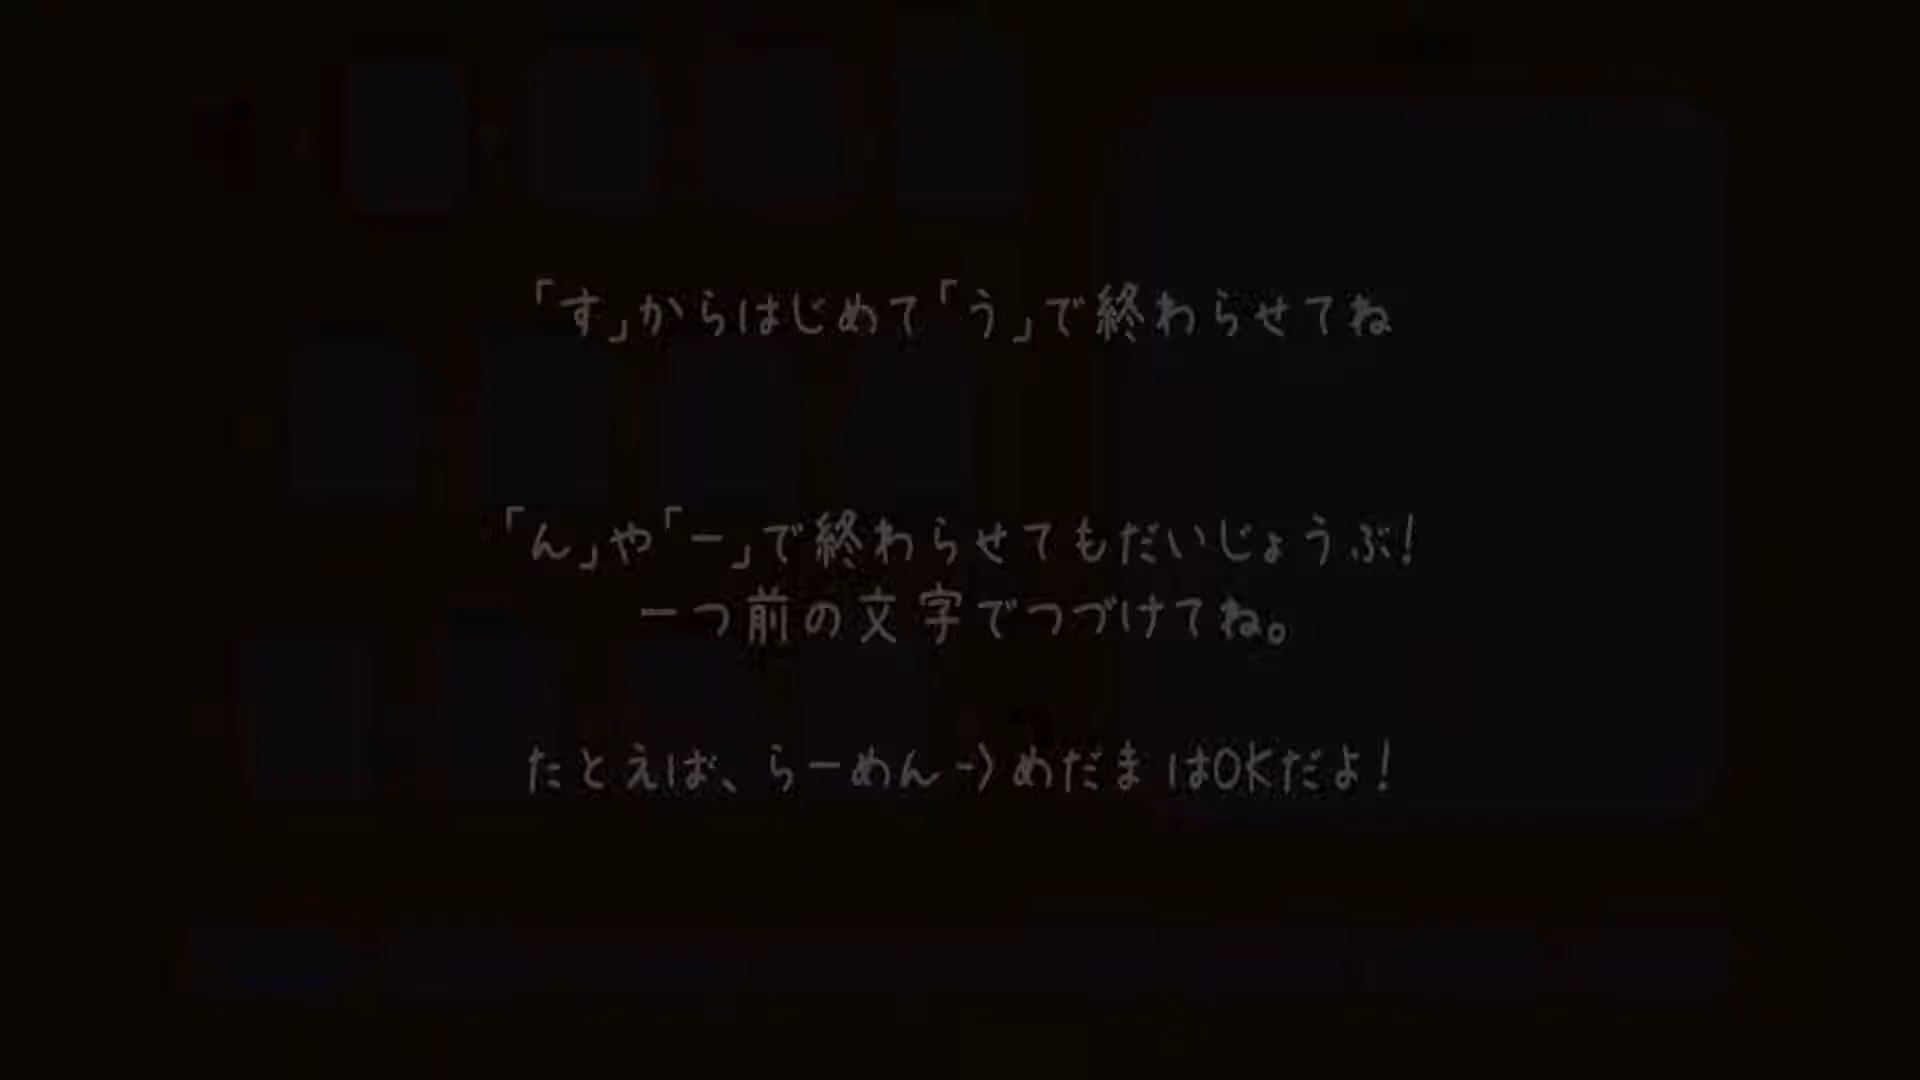 「す」からはじめて「う」で終わらせてね
「ん」や「ー」で終わらせてもだいじょうぶ!
一つ前の文字でつづけてね。
たとえば、らーめん->めだま はOKだよ!